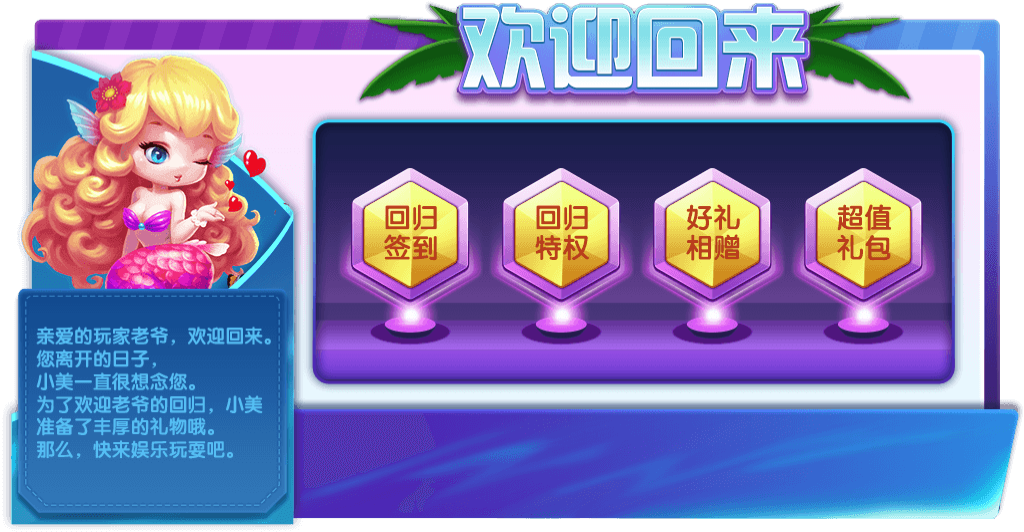 欢迎回来
回归
签到
回归
特权
好礼
相赠
超值
礼包
亲爱的玩家老爷，欢迎回来。
您离开的日子，
小美一直很想念您。
为了欢迎老爷的回归，小美
准备了丰厚的礼物哦。
那么，快来娱乐玩耍吧。